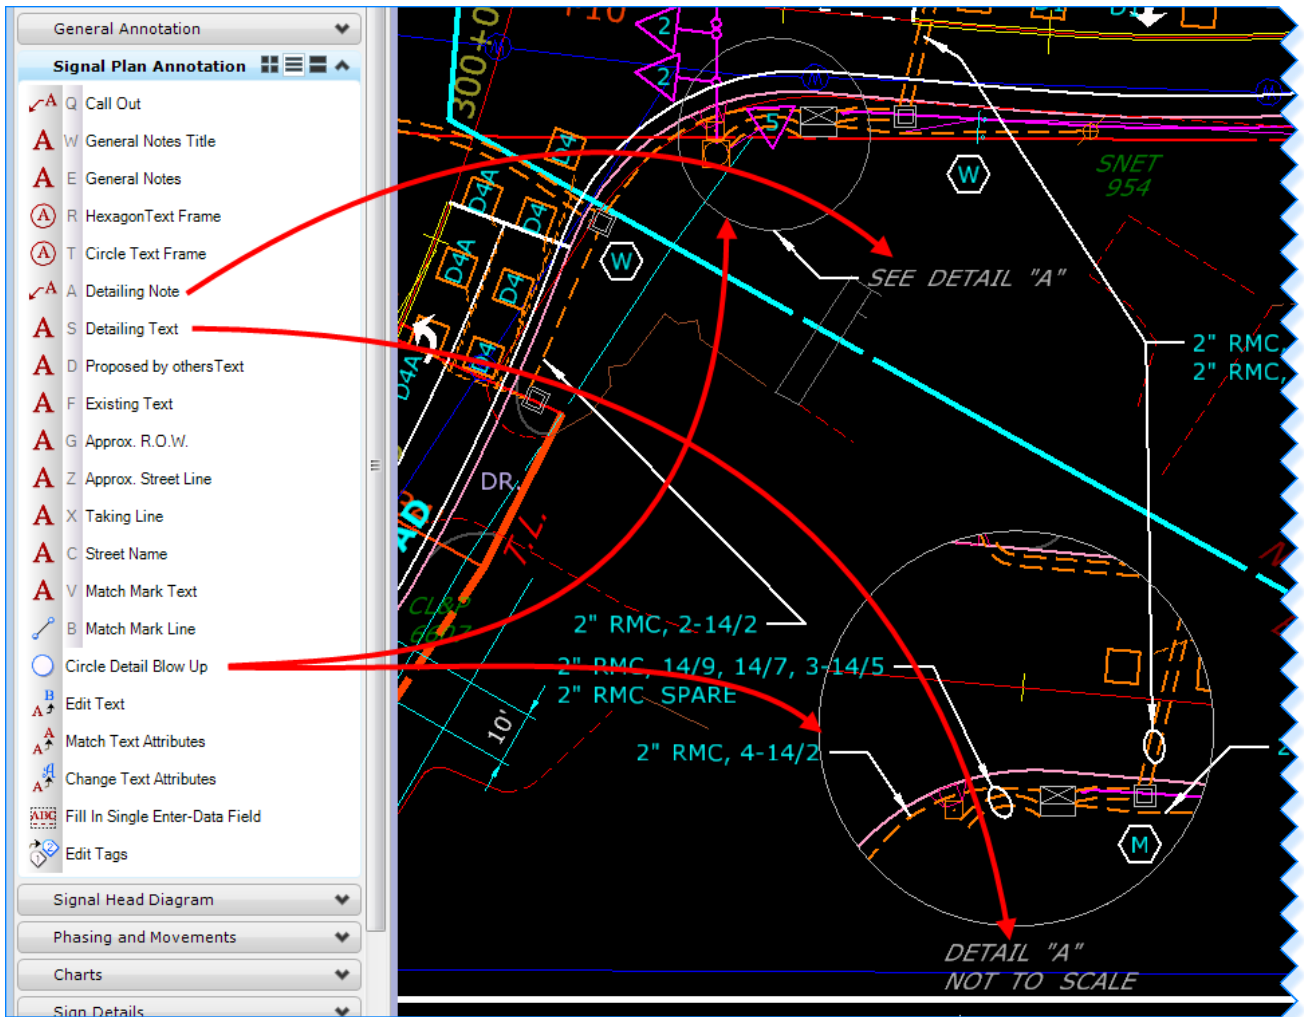 General Annotation
Signal Plan Annotation
Q Call Out
W General Notes Title
E General Notes
R HexagonText Frame
T Circle Text Frame
A Detailing Note
S Detailing Text
D Proposed by othersText
F Existing Text
G Approx. R.O.W.
Z Approx. Street Line
X Taking Line
C Street Name
V Match Mark Text
B Match Mark Line
Circle Detail Blow Up
Edit Text
Match Text Attributes
Change Text Attributes
Fill In Single Enter-Data Field
Edit Tags
Signal Head Diagram
Phasing and Movements
Charts
Sign Details
300+0
2
2
5
M
W
SNET
954
D4
D4A
D4
W
D4A
D4
D4
D4A
SEE DETAIL "A"
2" RMC,
2" RMC,
DR.
T.L.
AD
CL&P
6607
2" RMC, 2-14/2
2" RMC, 14/9, 14/7, 3-14/5
2" RMC SPARE
10'
2" RMC, 4-14/2
2
M
DETAIL "A"
NOT TO SCALE